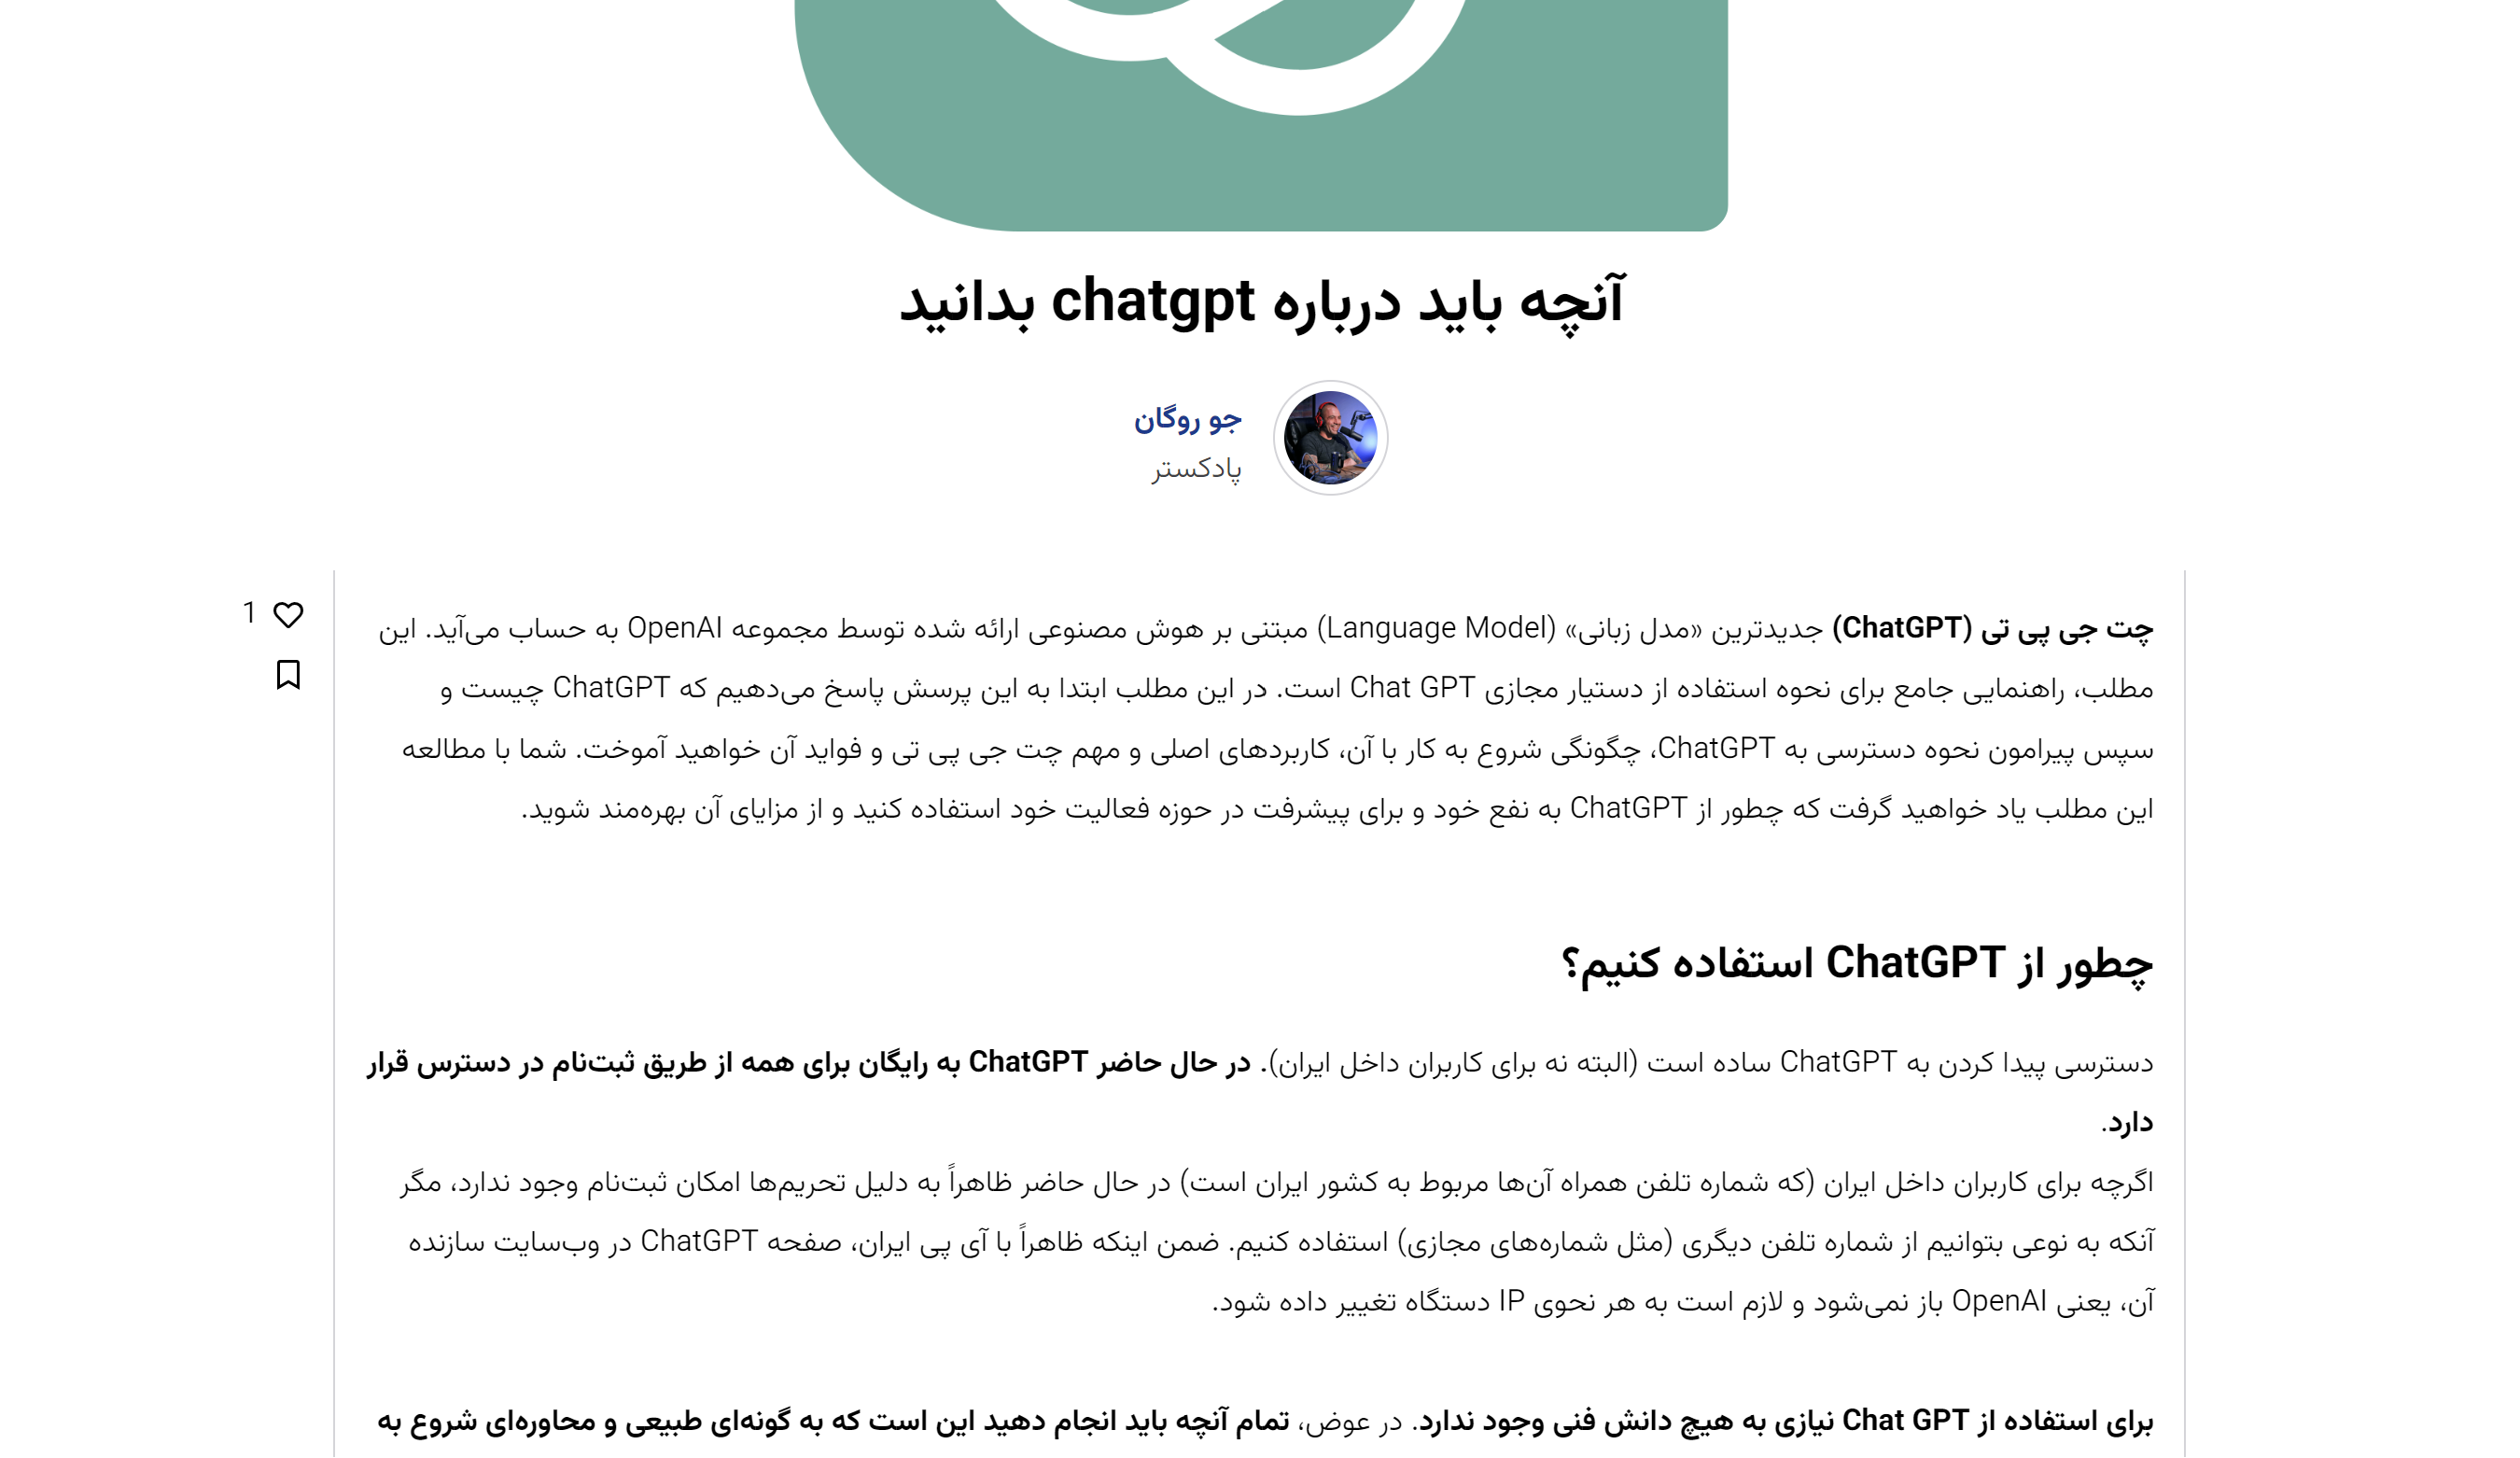 آنچه باید درباره chatgpt بدانید
جو روگان
پادکستر
1
چت جی پی تی (ChatGPT) جدیدترین «مدل زبانی» (Language Model) مبتنی بر هوش مصنوعی ارائه شده توسط مجموعه OpenAI به حساب می‌آید. این
مطلب، راهنمایی جامع برای نحوه استفاده از دستیار مجازی Chat GPT است. در این مطلب ابتدا به این پرسش پاسخ می‌دهیم که ChatGPT چیست و
سپس پیرامون نحوه دسترسی به ChatGPT، چگونگی شروع به کار با آن، کاربردهای اصلی و مهم چت جی پی تی و فواید آن خواهید آموخت. شما با مطالعه
این مطلب یاد خواهید گرفت که چطور از ChatGPT به نفع خود و برای پیشرفت در حوزه فعالیت خود استفاده کنید و از مزایای آن بهره‌مند شوید.
چطور از ChatGPT استفاده کنیم؟
دسترسی پیدا کردن به ChatGPT ساده است (البته نه برای کاربران داخل ایران). در حال حاضر ChatGPT به رایگان برای همه از طریق ثبت‌نام در دسترس قرار
دارد.
اگرچه برای کاربران داخل ایران (که شماره تلفن همراه آن‌ها مربوط به کشور ایران است) در حال حاضر ظاهراً به دلیل تحریم‌ها امکان ثبت‌نام وجود ندارد، مگر
آنکه به نوعی بتوانیم از شماره تلفن دیگری (مثل شماره‌های مجازی) استفاده کنیم. ضمن اینکه ظاهراً با آی پی ایران، صفحه ChatGPT در وب‌سایت سازنده
آن، یعنی OpenAI باز نمی‌شود و لازم است به هر نحوی IP دستگاه تغییر داده شود.
برای استفاده از Chat GPT نیازی به هیچ دانش فنی وجود ندارد. در عوض، تمام آنچه باید انجام دهید این است که به گونه‌ای طبیعی و محاوره‌ای شروع به